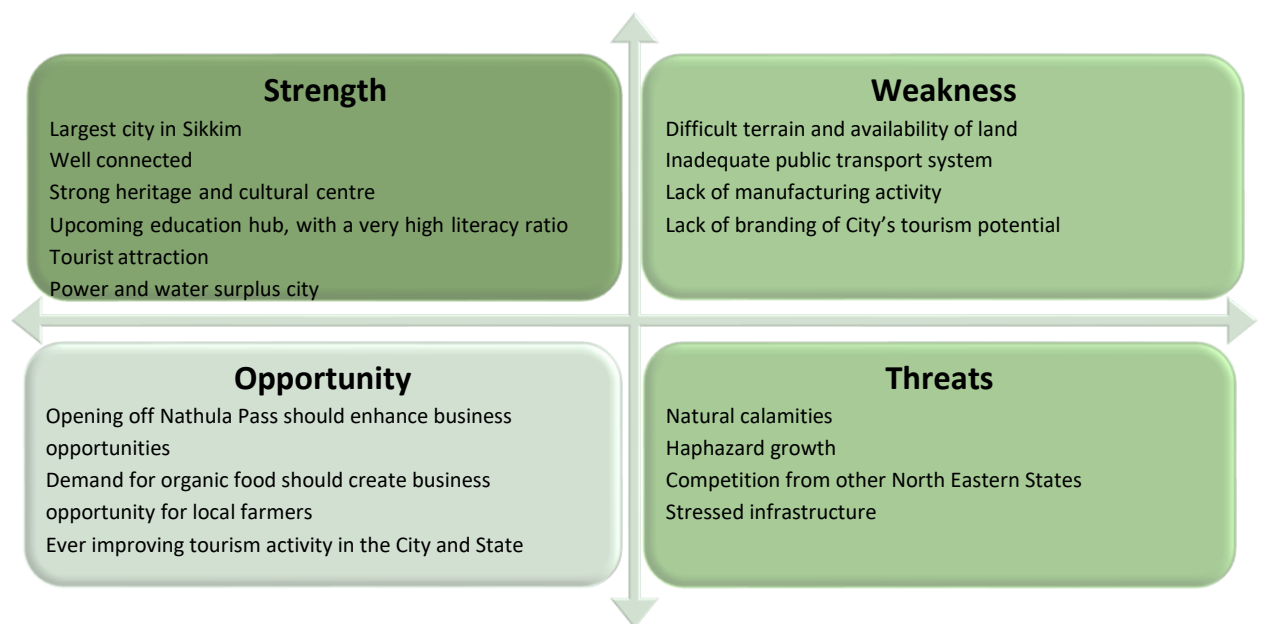 Strength
Largest city in Sikkim
Well connected
Strong heritage and cultural centre
Upcoming education hub, with a very high literacy ratio
Tourist attraction
Power and water surplus city
Weakness
Difficult terrain and availability of land
Inadequate public transport system
Lack of manufacturing activity
Lack of branding of City’s tourism potential
Opportunity
Opening off Nathula Pass should enhance business
opportunities
Demand for organic food should create business
opportunity for local farmers
Ever improving tourism activity in the City and State
Threats
Natural calamities
Haphazard growth
Competition from other North Eastern States
Stressed infrastructure